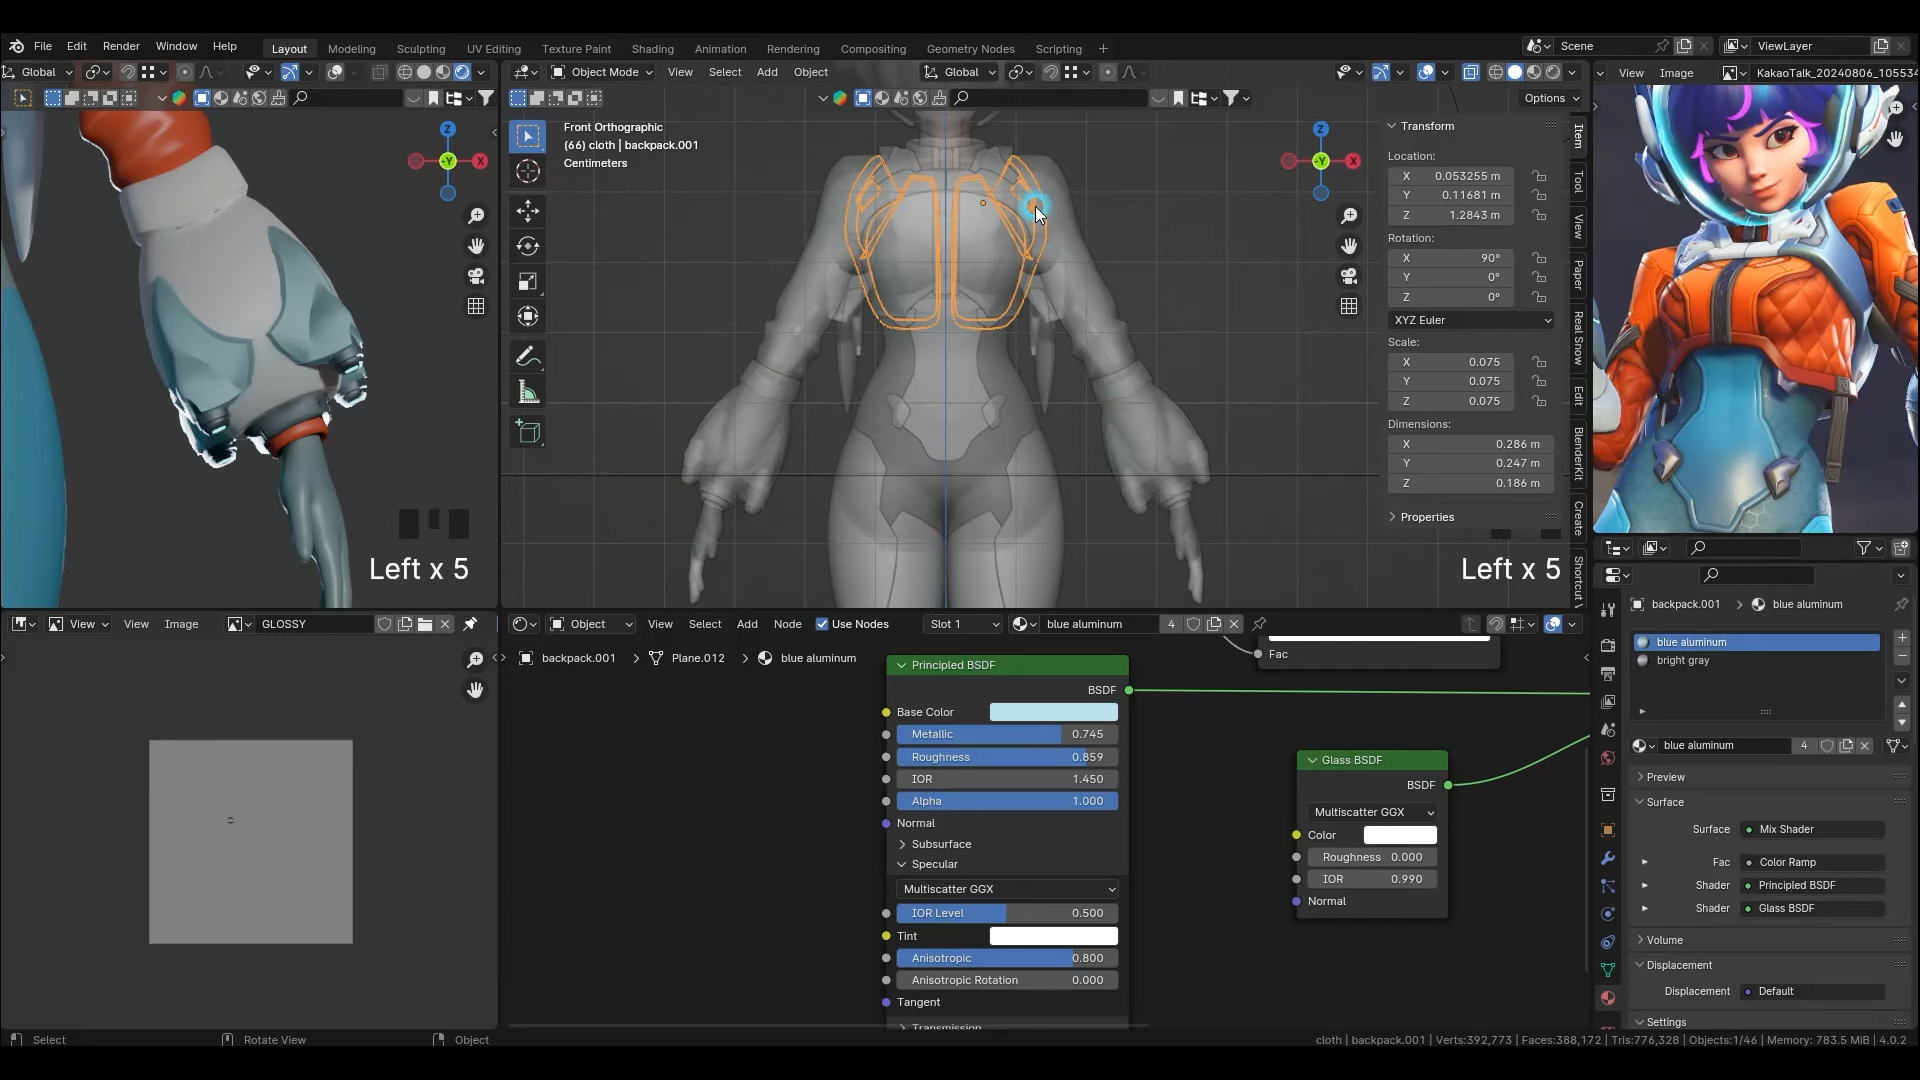 File Edit Render Window Help
Layout Modeling Sculpting UV Editing Texture Paint Shading Animation Rendering Compositing Geometry Nodes Scripting +
Scene
ViewLayer
Global
Object Mode View Select Add Object
Global
View Image
KakaoTalk_20240806_105534
Options
Front Orthographic
(66) cloth | backpack.001
Centimeters
Z
X
-Y
Z
X
-Y
Transform
Location:
X 0.053255 m
Y 0.11681 m
Z 1.2843 m
Rotation:
X 90°
Y 0°
Z 0°
XYZ Euler
Scale:
X 0.075
Y 0.075
Z 0.075
Dimensions:
X 0.286 m
Y 0.247 m
Z 0.186 m
Properties
Item
Tool
View
Paper
Real Snow
Edit
BlenderKit
Create
Shortcut V
Left x 5
Left x 5
View
View Image
GLOSSY
Object View Select Add Node Use Nodes
Slot 1
blue aluminum 4
backpack.001 > Plane.012 > blue aluminum
Principled BSDF
BSDF
Base Color
Metallic 0.745
Roughness 0.859
IOR 1.450
Alpha 1.000
Normal
Subsurface
Specular
Multiscatter GGX
IOR Level 0.500
Tint
Anisotropic 0.800
Anisotropic Rotation 0.000
Tangent
Transmission
Fac
Glass BSDF
BSDF
Multiscatter GGX
Color
Roughness 0.000
IOR 0.990
Normal
backpack.001 > blue aluminum
blue aluminum
bright gray
blue aluminum 4
Preview
Surface
Surface Mix Shader
Fac Color Ramp
Shader Principled BSDF
Shader Glass BSDF
Volume
Displacement
Displacement Default
Settings
Select Rotate View Object
cloth | backpack.001 | Verts:392,773 | Faces:388,172 | Tris:776,328 | Objects:1/46 | Memory: 783.5 MiB | 4.0.2